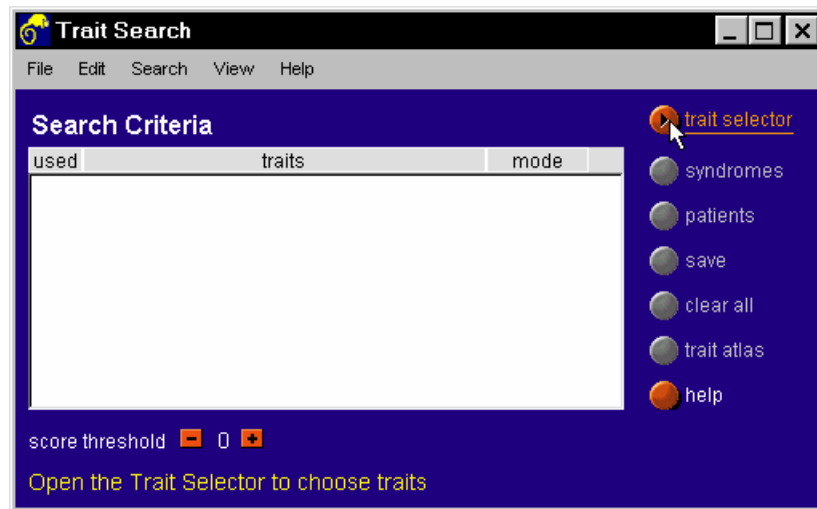 Trait Search
File Edit Search View Help
Search Criteria
used traits mode
trait selector
syndromes
patients
save
clear all
trait atlas
help
score threshold - 0 +
Open the Trait Selector to choose traits